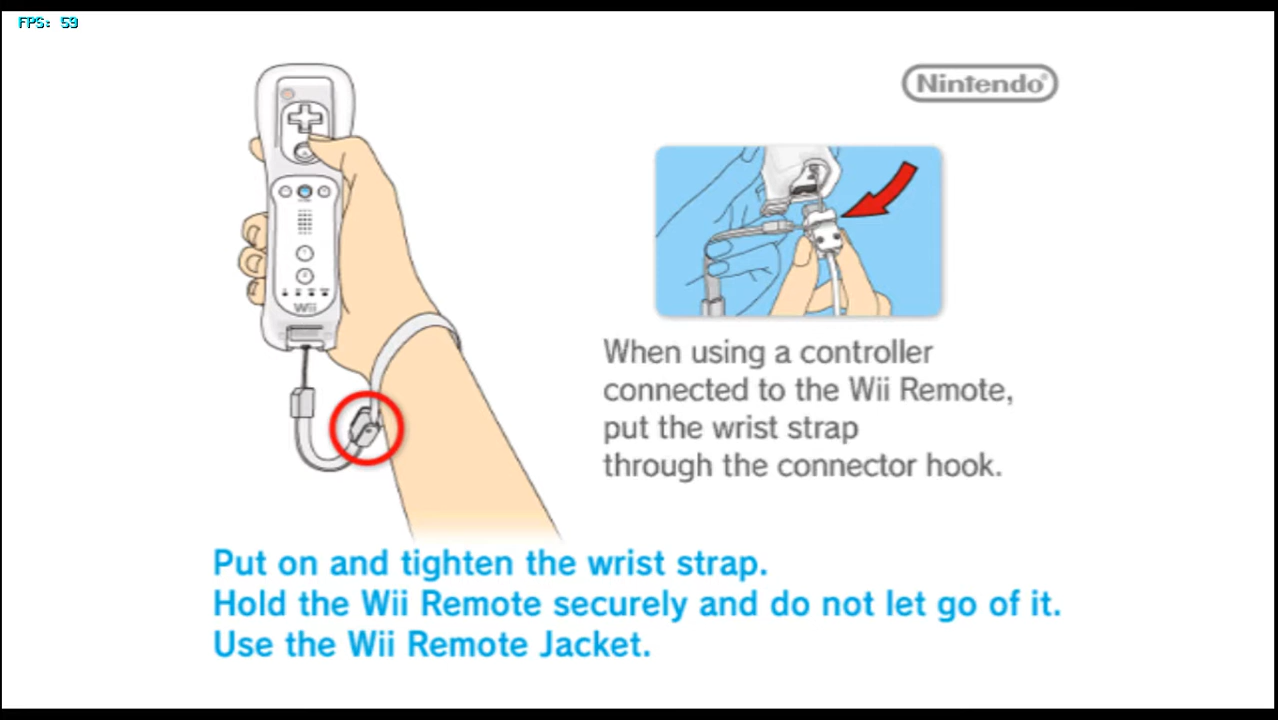 FPS: 59
Nintendo®
Wii
When using a controller
connected to the Wii Remote,
put the wrist strap
through the connector hook.
Put on and tighten the wrist strap.
Hold the Wii Remote securely and do not let go of it.
Use the Wii Remote Jacket.